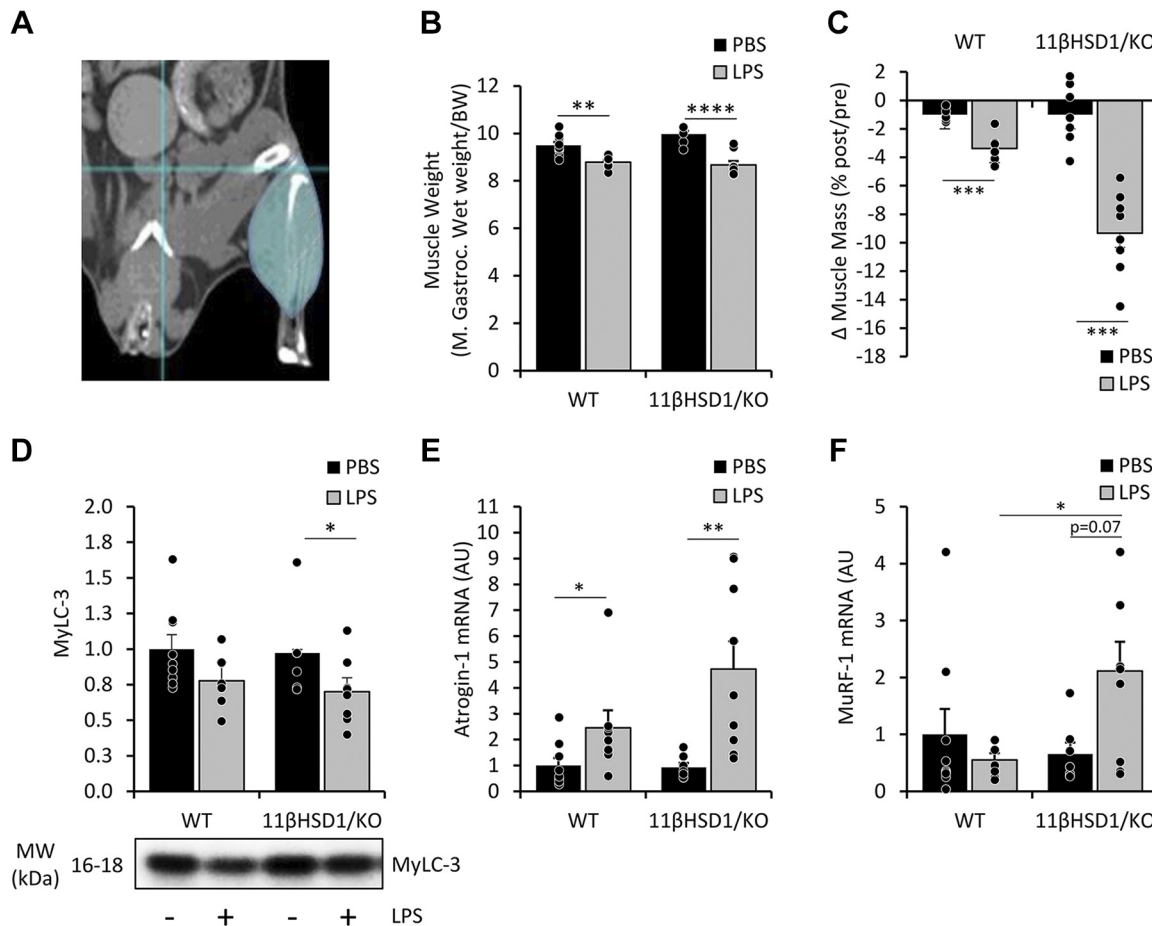 A
B
PBS
LPS
Muscle Weight
(M. Gastroc. Wet weight/BW)
12
10
8
6
4
2
0
**
****
WT
11βHSD1/KO
C
WT
11βHSD1/KO
Δ Muscle Mass (% post/pre)
2
0
-2
-4
-6
-8
-10
-12
-14
-16
-18
***
***
PBS
LPS
D
PBS
LPS
MyLC-3
2.0
1.8
1.5
1.3
1.0
0.8
0.5
0.3
0.0
*
WT
11βHSD1/KO
MW
(kDa)
16-18
MyLC-3
- + - + LPS
E
PBS
LPS
Atrogin-1 mRNA (AU)
11
10
9
8
7
6
5
4
3
2
1
0
*
**
WT
11βHSD1/KO
F
PBS
LPS
MuRF-1 mRNA (AU
5
4
3
2
1
0
*
p=0.07
WT
11βHSD1/KO